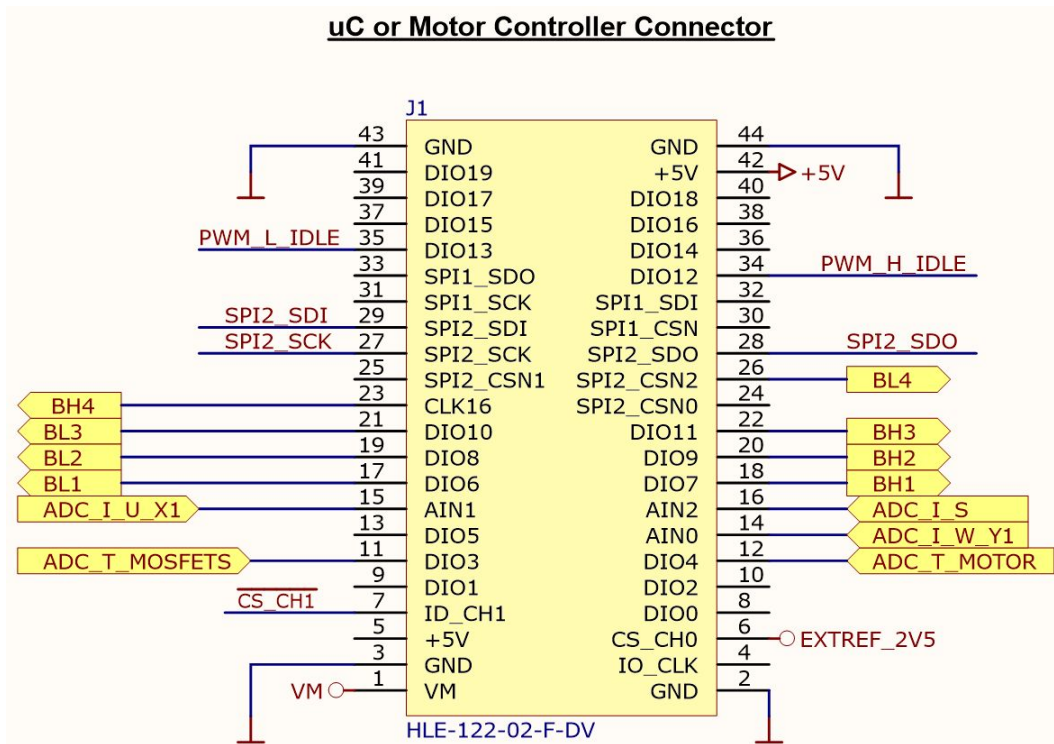 uC or Motor Controller Connector
J1
43 GND GND 44
41 DIO19 +5V 42 +5V
39 DIO17 DIO18 40
37 DIO15 DIO16 38
PWM_L_IDLE 35 DIO13 DIO14 36
33 SPI1_SDO DIO12 34 PWM_H_IDLE
31 SPI1_SCK SPI1_SDI 32
SPI2_SDI 29 SPI2_SDI SPI1_CSN 30
SPI2_SCK 27 SPI2_SCK SPI2_SDO 28 SPI2_SDO
25 SPI2_CSN1 SPI2_CSN2 26 BL4
BH4 23 CLK16 SPI2_CSN0 24
BL3 21 DIO10 DIO11 22 BH3
BL2 19 DIO8 DIO9 20 BH2
BL1 17 DIO6 DIO7 18 BH1
ADC_I_U_X1 15 AIN1 AIN2 16 ADC_I_S
13 DIO5 AIN0 14 ADC_I_W_Y1
ADC_T_MOSFETS 11 DIO3 DIO4 12 ADC_T_MOTOR
9 DIO1 DIO2 10
CS_CH1 7 ID_CH1 DIO0 8
5 +5V CS_CH0 6 EXTREF_2V5
3 GND IO_CLK 4
VM 1 VM GND 2
HLE-122-02-F-DV